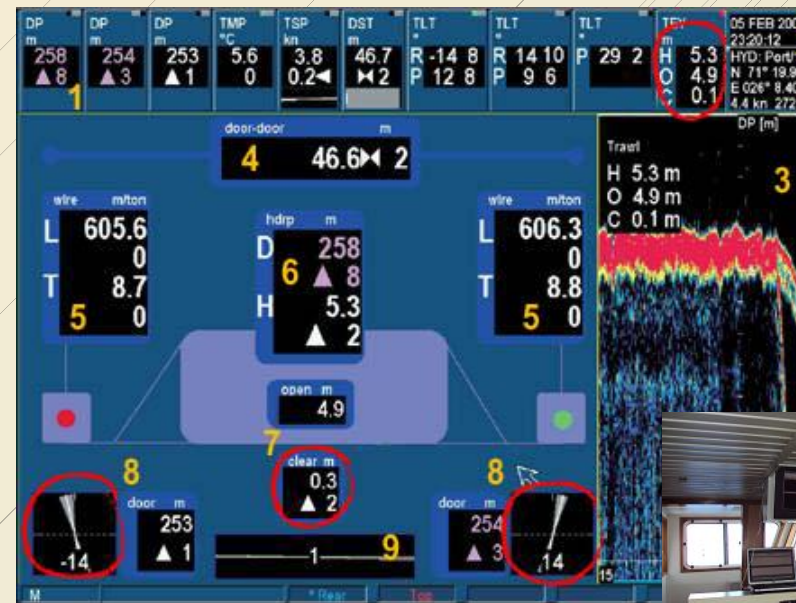 DP DP DP TMP TSP DST TLT TLT TLT TEY 05 FEB 200
m m m °C kn m ° ° ° m 23:20:12
258 254 253 5.6 3.8 46.7 R -14 8 R 14 10 P 29 2 H 5.3 HYD: Port/
▲ 8 ▲ 3 ▲ 1 0 0.2◄ 2 P 12 8 P 9 6 O 4.9 N 71° 19.9
1 C 0.1 E 026° 8.40
4.4 kn 272
DP [m]
door-door m
4 46.6 2
Trawl
H 5.3 m 3
O 4.9 m
C 0.1 m
wire m/ton
L 605.6
0
T 8.7
5 0
hdrp m
D 258
6 ▲ 8
H 5.3
▲ 2
wire m/ton
L 606.3
0
T 8.8
5 0
open m
4.9
7
clear m
0.3
▲ 2
8
-14
door m
253
▲ 1
1 9
8
door m
254
▲ 3
14
15
M * Rear Top